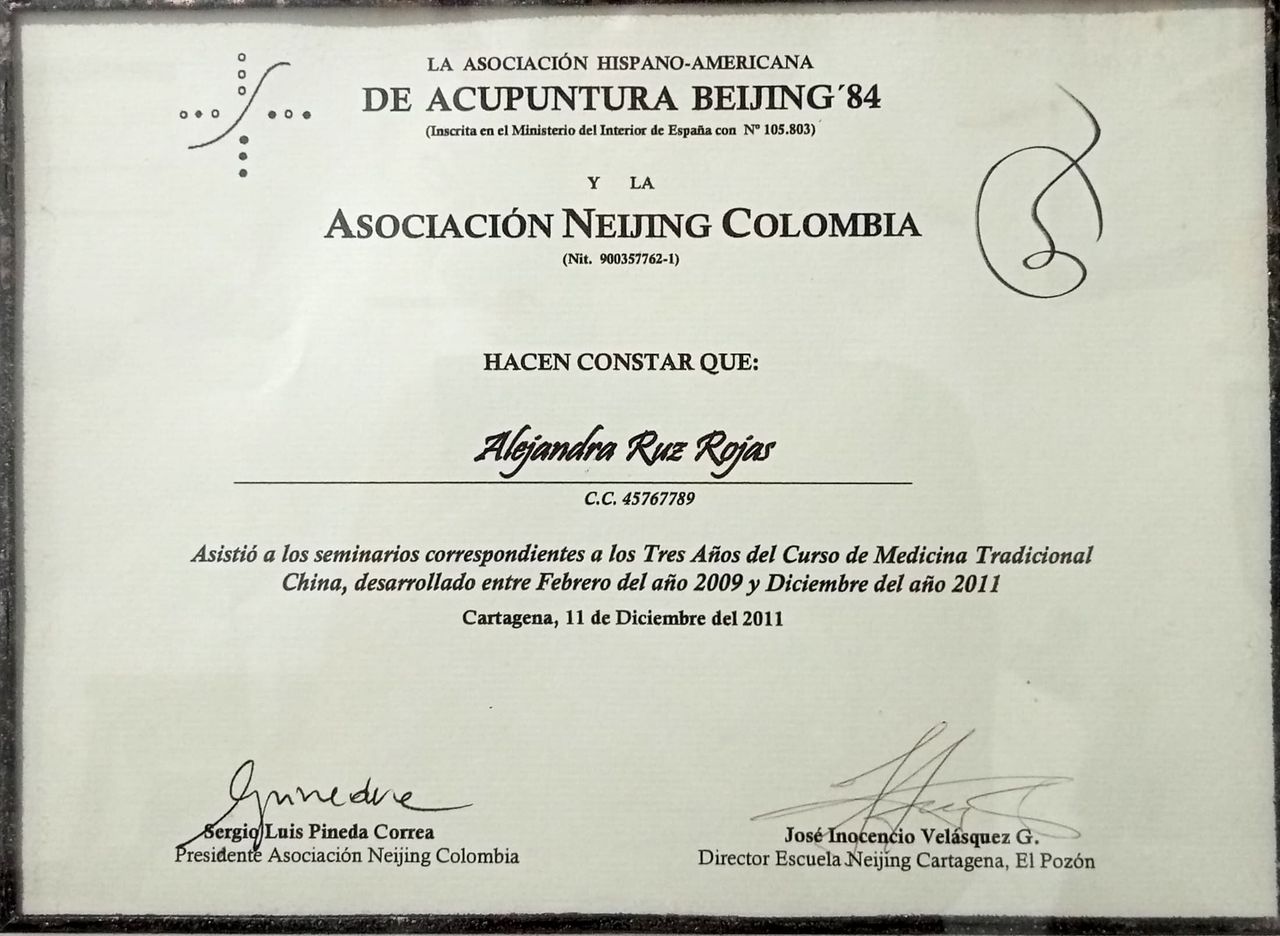 LA ASOCIACIÓN HISPANO-AMERICANA
DE ACUPUNTURA BEIJING´84
(Inscrita en el Ministerio del Interior de España con Nº 105.803)
Y LA
ASOCIACIÓN NEIJING COLOMBIA
(Nit. 900357762-1)
HACEN CONSTAR QUE:
Alejandra Ruz Rojas
C.C. 45767789
Asistió a los seminarios correspondientes a los Tres Años del Curso de Medicina Tradicional
China, desarrollado entre Febrero del año 2009 y Diciembre del año 2011
Cartagena, 11 de Diciembre del 2011
Sergio Luis Pineda Correa
Presidente Asociación Neijing Colombia
José Inocencio Velásquez G.
Director Escuela Neijing Cartagena, El Pozón